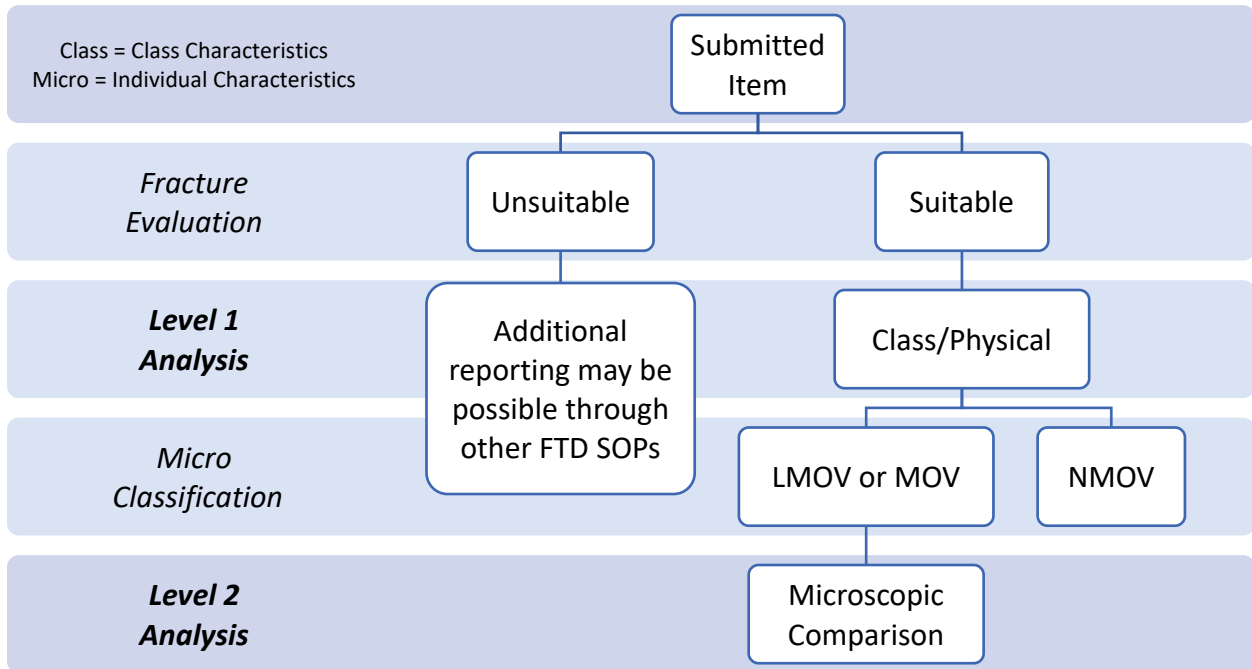 Class = Class Characteristics
Micro = Individual Characteristics
Submitted
Item
Fracture
Evaluation
Unsuitable
Suitable
Level 1
Analysis
Additional
reporting may be
possible through
other FTD SOPs
Class/Physical
Micro
Classification
LMOV or MOV
NMOV
Level 2
Analysis
Microscopic
Comparison